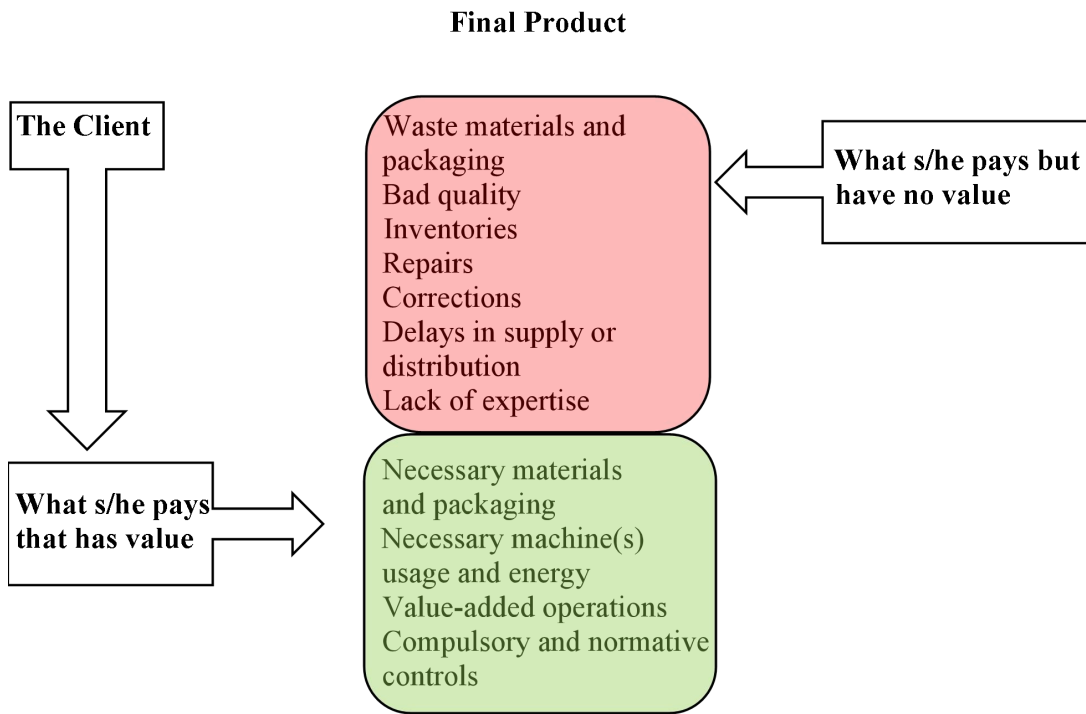 Final Product
The Client
Waste materials and
packaging
Bad quality
Inventories
Repairs
Corrections
Delays in supply or
distribution
Lack of expertise
What s/he pays but
have no value
What s/he pays
that has value
Necessary materials
and packaging
Necessary machine(s)
usage and energy
Value-added operations
Compulsory and normative
controls